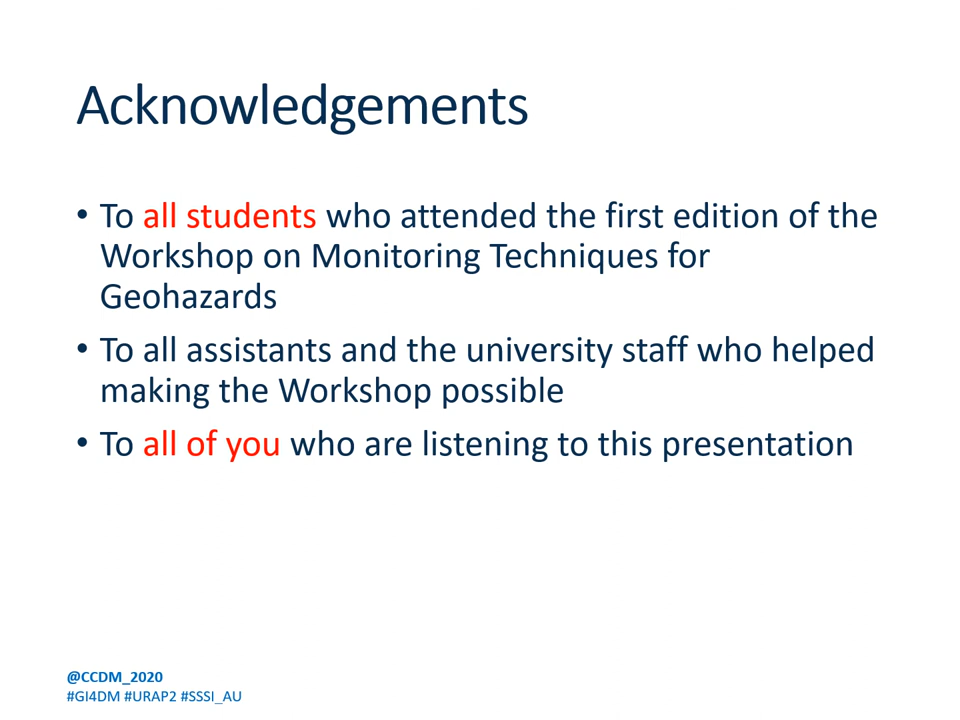 Acknowledgements
• To all students who attended the first edition of the
Workshop on Monitoring Techniques for
Geohazards
• To all assistants and the university staff who helped
making the Workshop possible
• To all of you who are listening to this presentation
@CCDM_2020
#GI4DM #URAP2 #SSSI_AU